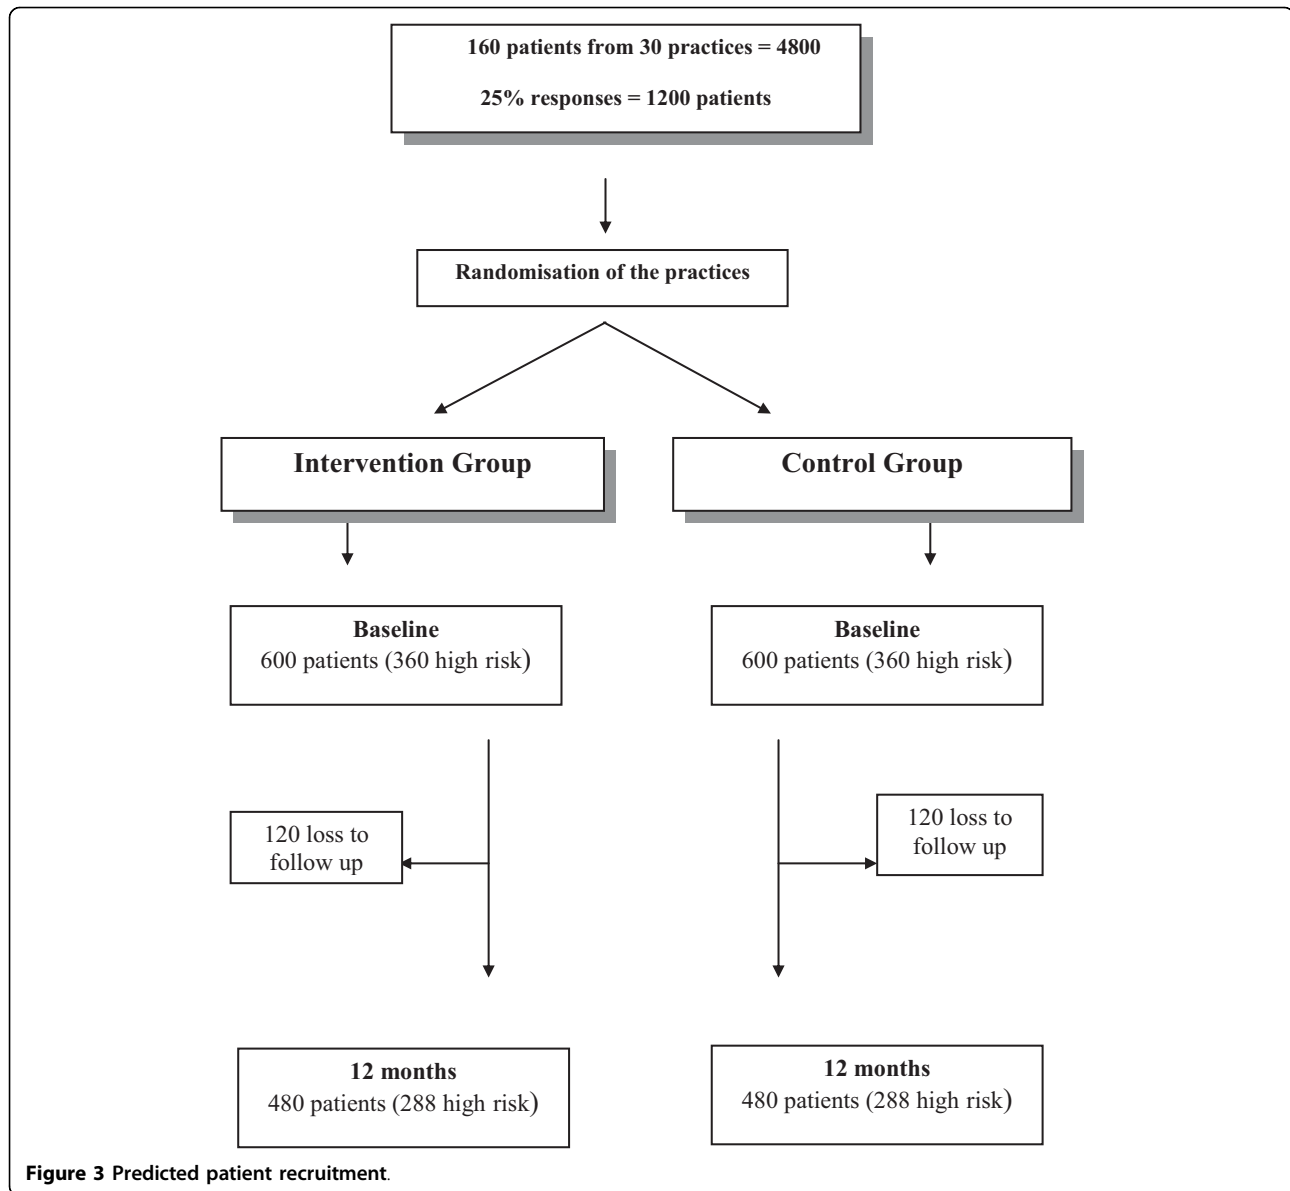 160 patients from 30 practices = 4800
25% responses = 1200 patients
Randomisation of the practices
Intervention Group
Control Group
Baseline
600 patients (360 high risk)
Baseline
600 patients (360 high risk)
120 loss to
follow up
120 loss to
follow up
12 months
480 patients (288 high risk)
12 months
480 patients (288 high risk)
Figure 3 Predicted patient recruitment.